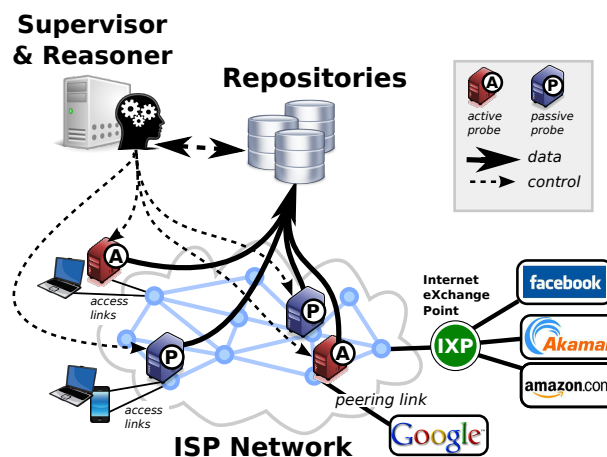 Supervisor
& Reasoner
Repositories
A
active
probe
P
passive
probe
data
control
A
access
links
P
P
A
access
links
peering link
ISP Network
Internet
eXchange
Point
IXP
facebook
Akamai
amazon.com
Google